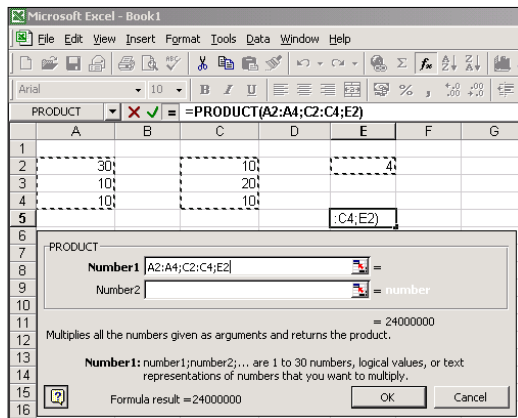 Microsoft Excel - Book1
File Edit View Insert Format Tools Data Window Help
Arial 10 B I U % ,
PRODUCT =PRODUCT(A2:A4;C2:C4;E2)
A B C D E F G
1
2 30 10 4
3 10 20
4 10 10
5 :C4;E2)
6
7 PRODUCT
8 Number1 A2:A4;C2:C4;E2 =
9 Number2 = number
10
11 = 24000000
12 Multiplies all the numbers given as arguments and returns the product.
13 Number1: number1;number2;... are 1 to 30 numbers, logical values, or text
14 representations of numbers that you want to multiply.
15 Formula result =24000000 OK Cancel
16